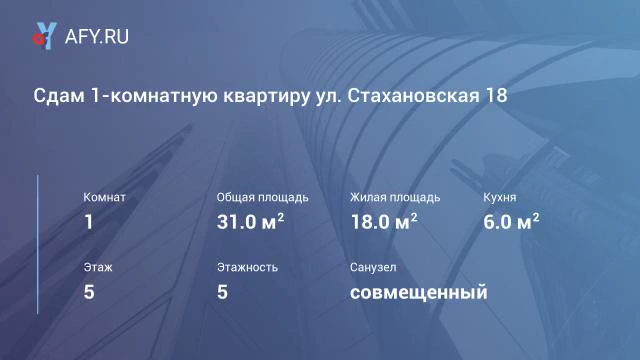 AFY.RU
Сдам 1-комнатную квартиру ул. Стахановская 18
Комнат
1
Общая площадь
31.0 м²
Жилая площадь
18.0 м²
Кухня
6.0 м²
Этаж
5
Этажность
5
Санузел
совмещенный